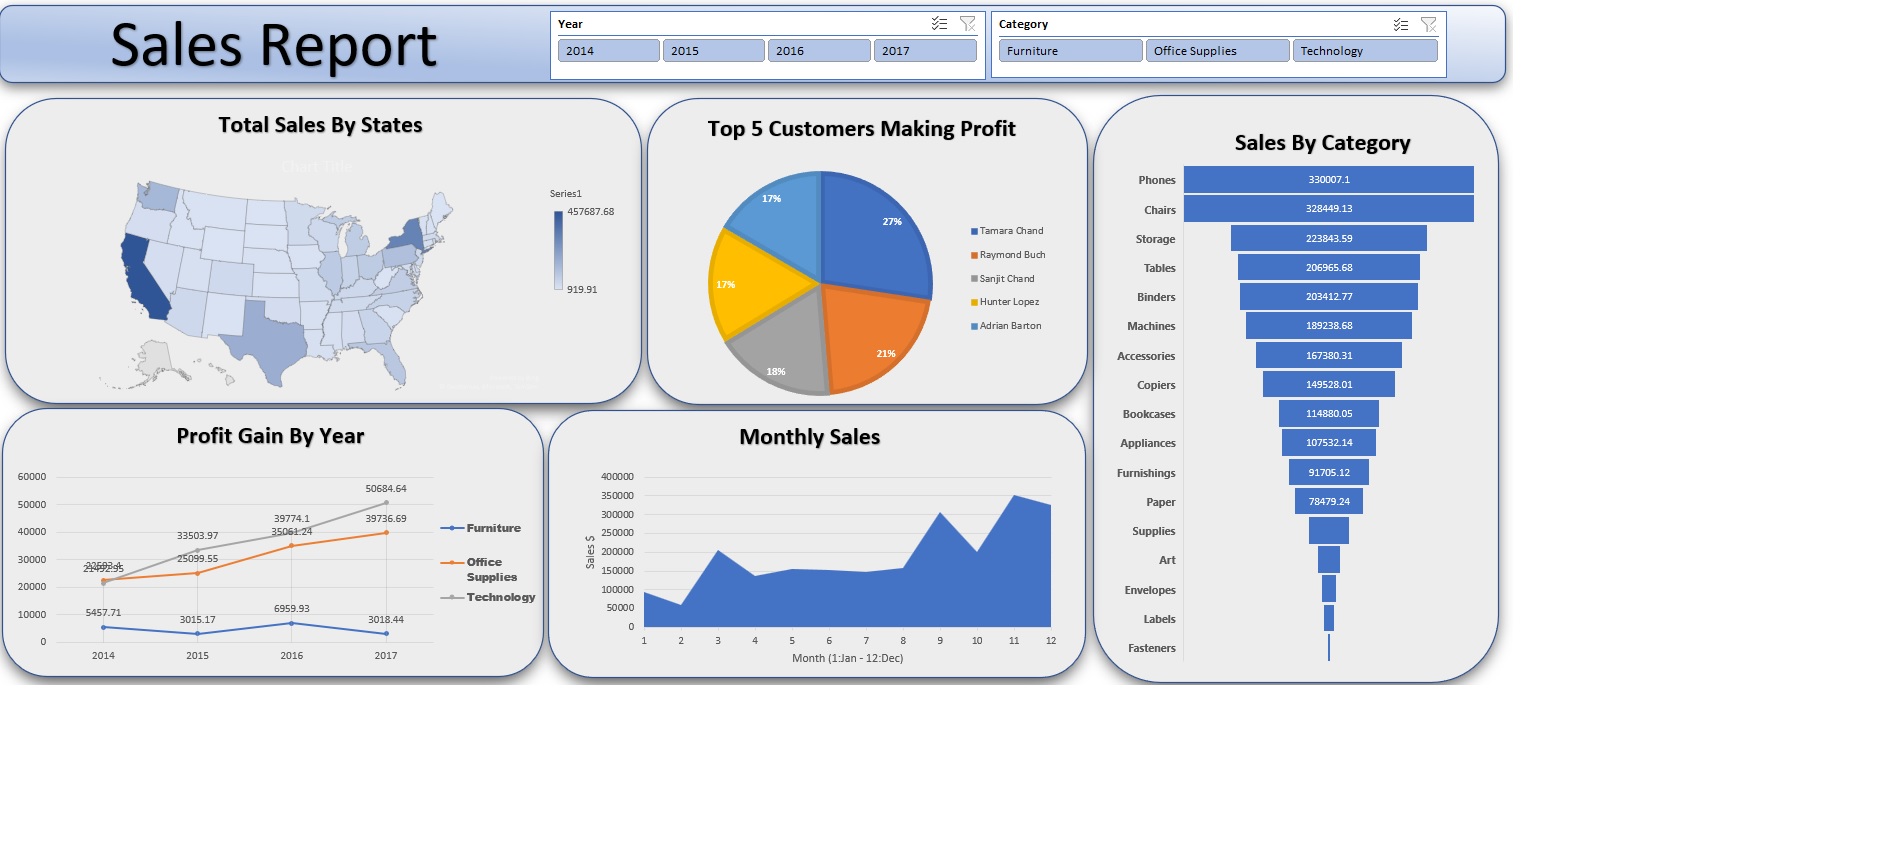 Sales Report
Year
2014
2015
2016
2017
Category
Furniture
Office Supplies
Technology
Total Sales By States
Chart Title
Series1
457687.68
919.91
Top 5 Customers Making Profit
17%
27%
17%
21%
18%
Tamara Chand
Raymond Buch
Sanjit Chand
Hunter Lopez
Adrian Barton
Sales By Category
Phones 330007.1
Chairs 328449.13
Storage 223843.59
Tables 206965.68
Binders 203412.77
Machines 189238.68
Accessories 167380.31
Copiers 149528.01
Bookcases 114880.05
Appliances 107532.14
Furnishings 91705.12
Paper 78479.24
Supplies
Art
Envelopes
Labels
Fasteners
Profit Gain By Year
60000
50000
40000
30000
20000
10000
0
50684.64
39774.1
39736.69
33503.97
35061.24
25099.55
21492.95
5457.71
3015.17
6959.93
3018.44
2014
2015
2016
2017
Furniture
Office
Supplies
Technology
Monthly Sales
Sales $
400000
350000
300000
250000
200000
150000
100000
50000
0
1 2 3 4 5 6 7 8 9 10 11 12
Month (1:Jan - 12:Dec)